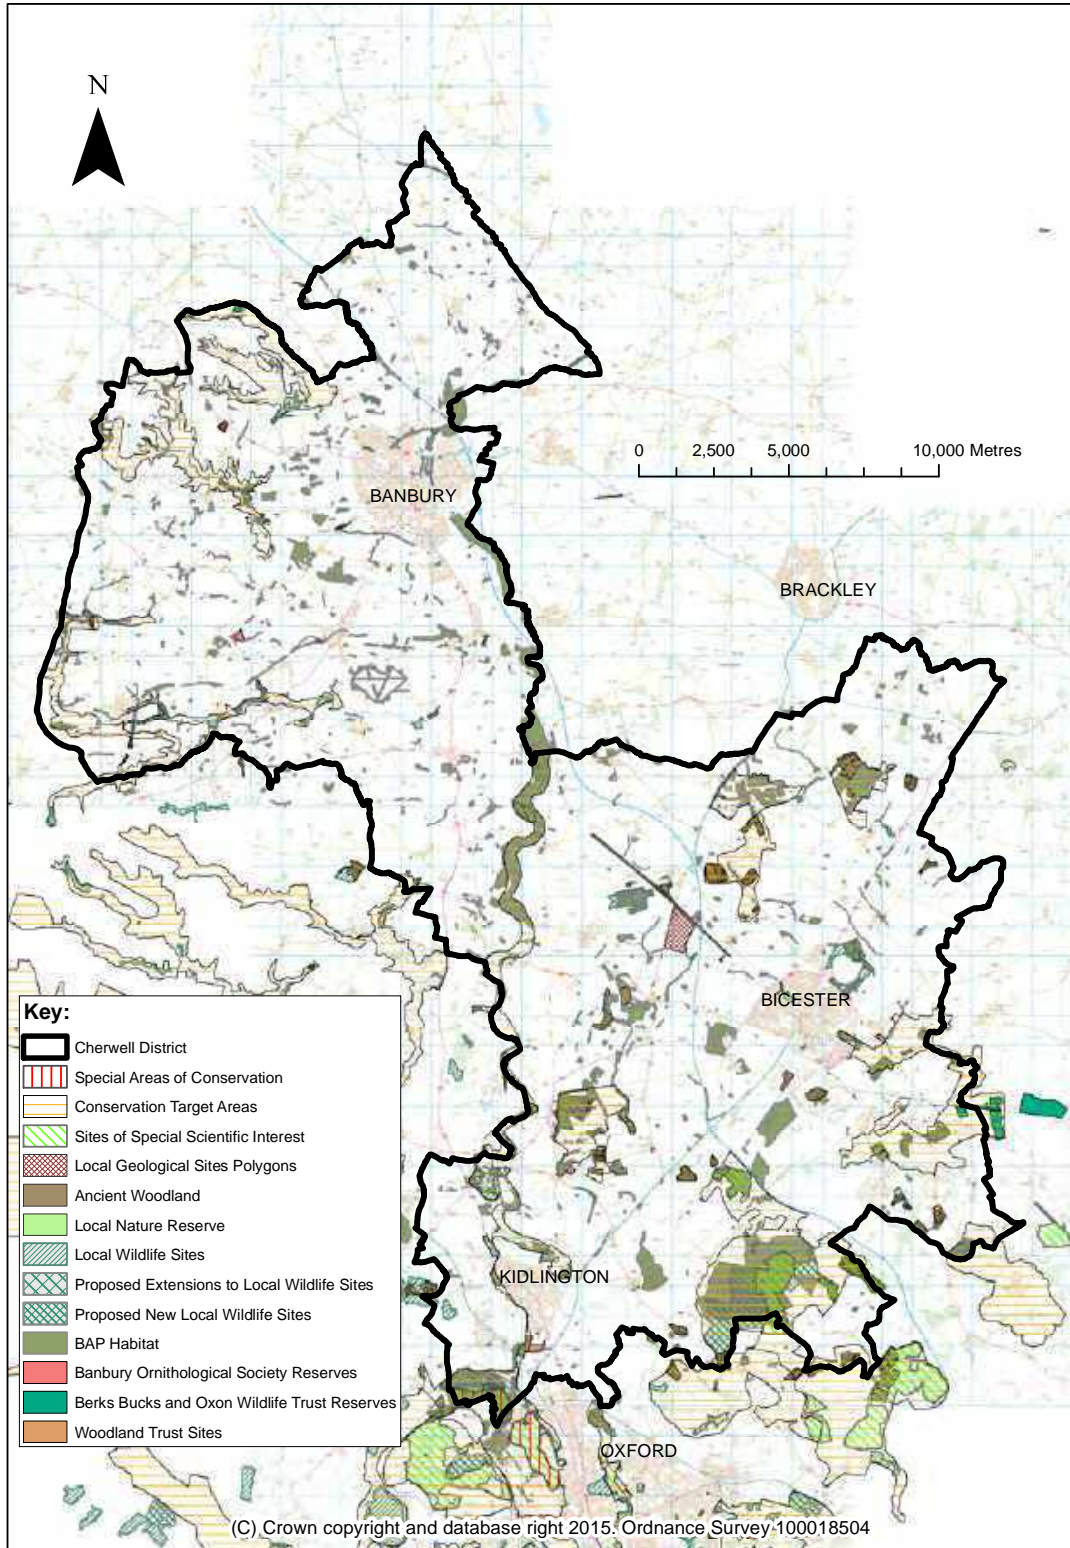 N
0 2,500 5,000 10,000 Metres
BANBURY
BRACKLEY
BICESTER
KIDLINGTON
OXFORD
Key:
Cherwell District
Special Areas of Conservation
Conservation Target Areas
Sites of Special Scientific Interest
Local Geological Sites Polygons
Ancient Woodland
Local Nature Reserve
Local Wildlife Sites
Proposed Extensions to Local Wildlife Sites
Proposed New Local Wildlife Sites
BAP Habitat
Banbury Ornithological Society Reserves
Berks Bucks and Oxon Wildlife Trust Reserves
Woodland Trust Sites
(C) Crown copyright and database right 2015. Ordnance Survey 100018504